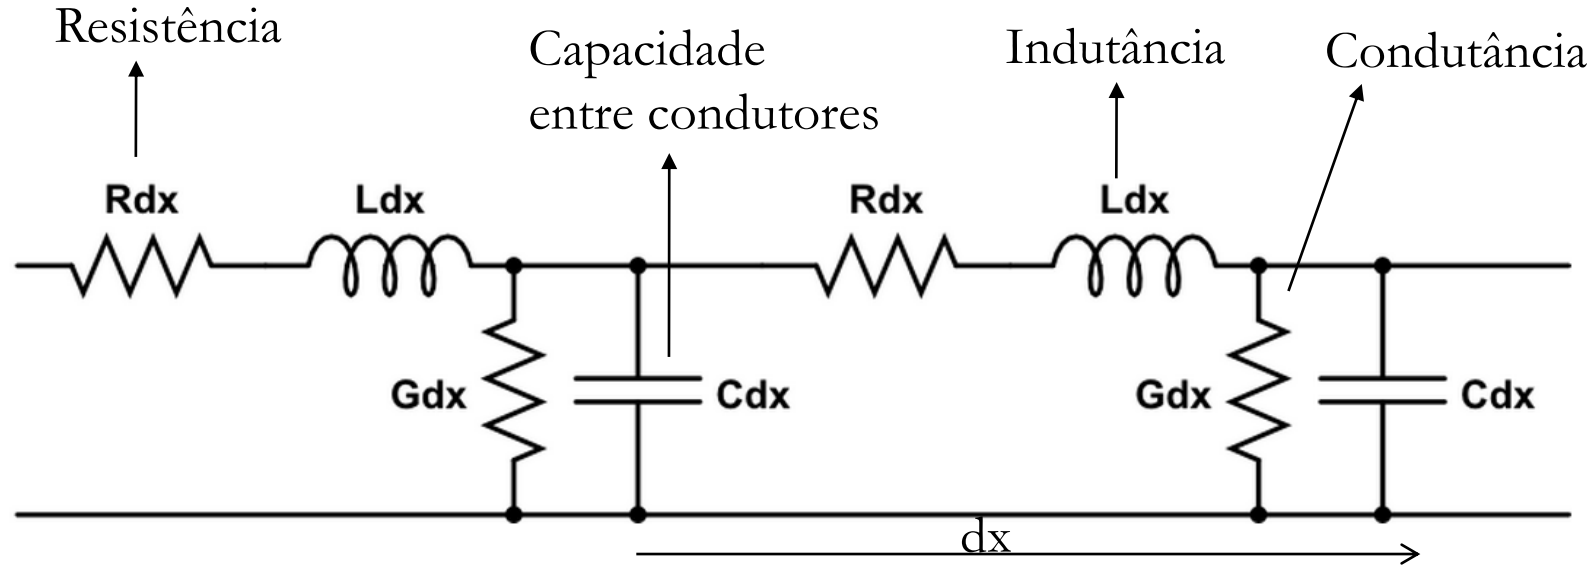 Resistência
Capacidade
entre condutores
Indutância
Condutância
Rdx
Ldx
Rdx
Ldx
Gdx
Cdx
Gdx
Cdx
dx